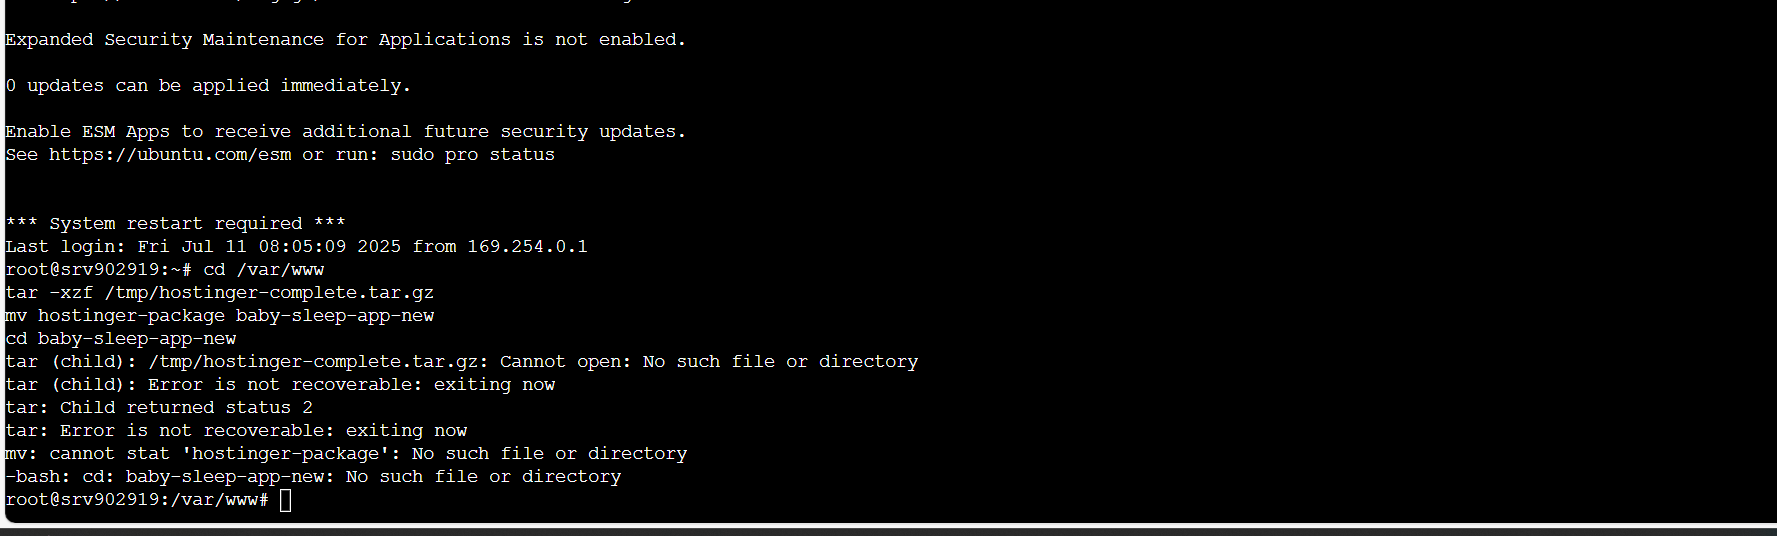 Expanded Security Maintenance for Applications is not enabled.
0 updates can be applied immediately.
Enable ESM Apps to receive additional future security updates.
See https://ubuntu.com/esm or run: sudo pro status
*** System restart required ***
Last login: Fri Jul 11 08:05:09 2025 from 169.254.0.1
root@srv902919:~# cd /var/www
tar -xzf /tmp/hostinger-complete.tar.gz
mv hostinger-package baby-sleep-app-new
cd baby-sleep-app-new
tar (child): /tmp/hostinger-complete.tar.gz: Cannot open: No such file or directory
tar (child): Error is not recoverable: exiting now
tar: Child returned status 2
tar: Error is not recoverable: exiting now
mv: cannot stat 'hostinger-package': No such file or directory
-bash: cd: baby-sleep-app-new: No such file or directory
root@srv902919:/var/www#